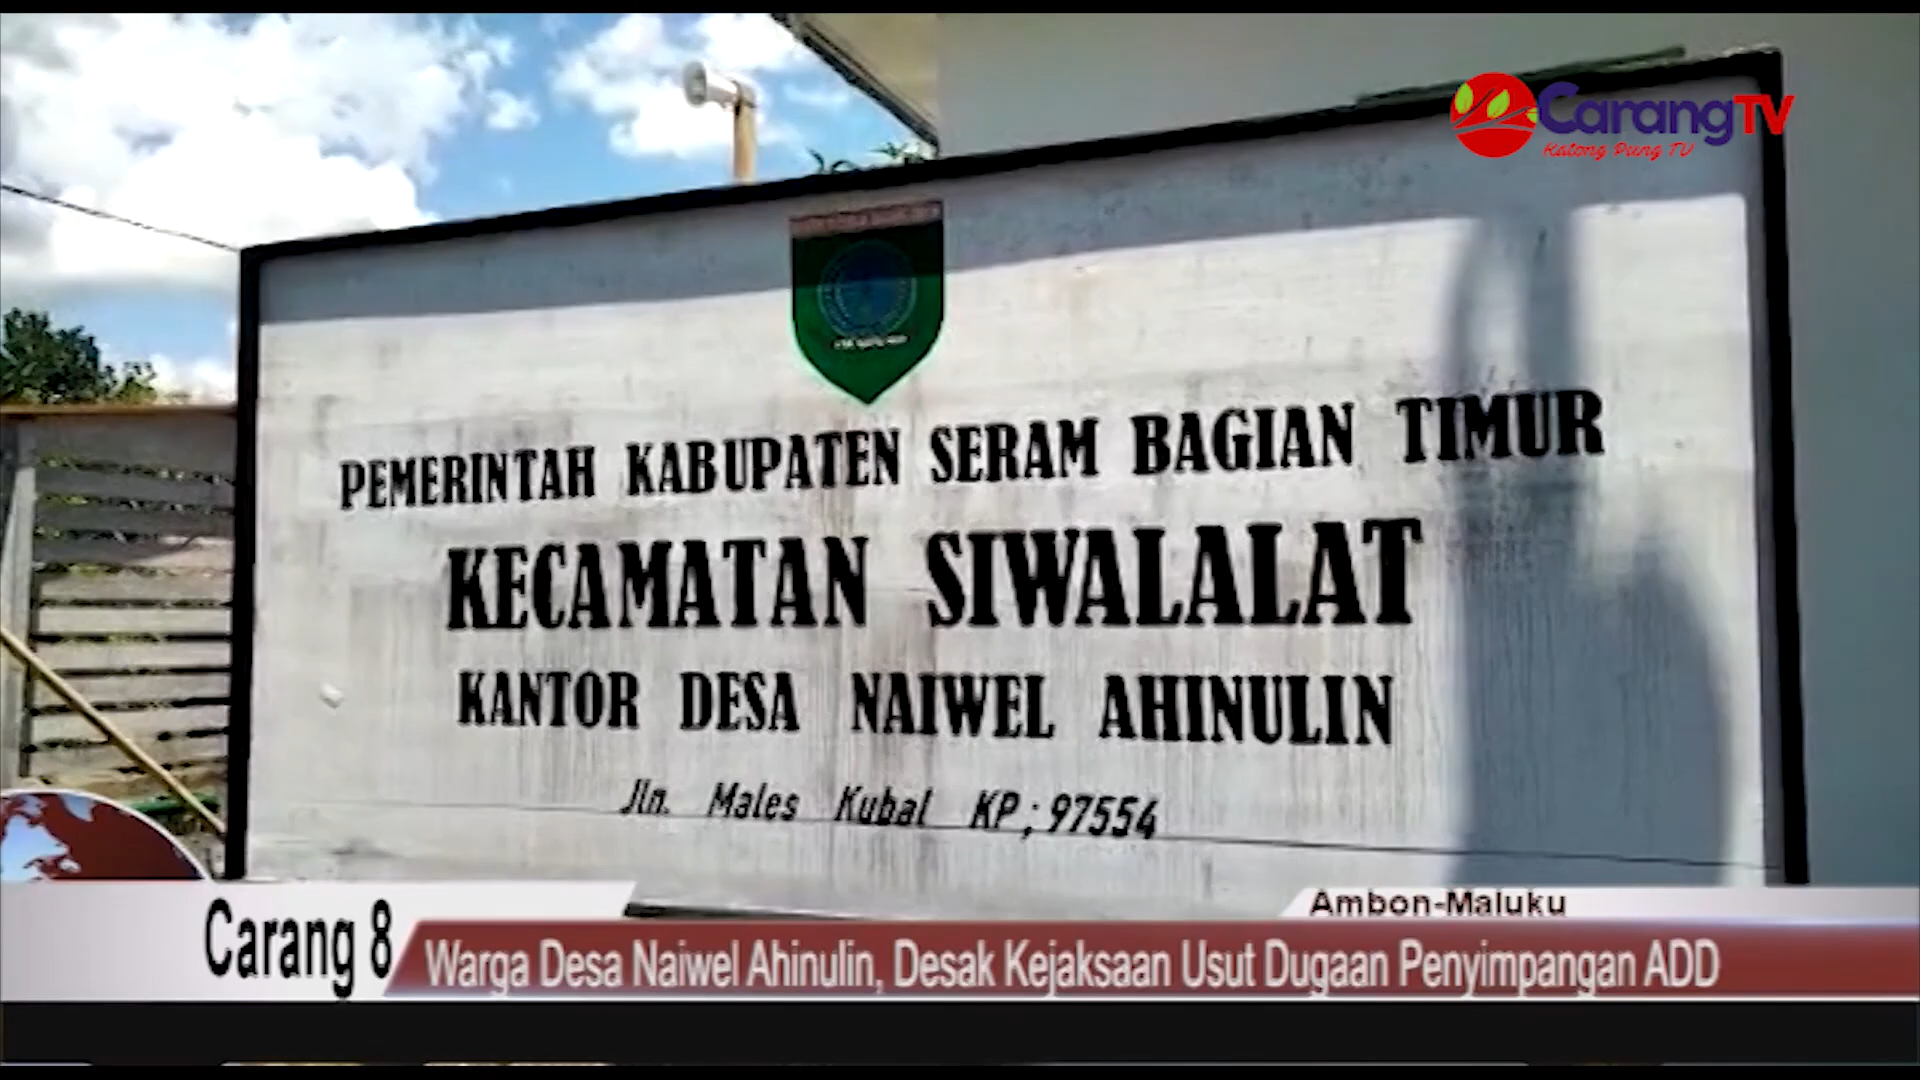 CarangTV
Katong Pung TV
PEMERINTAH KABUPATEN SERAM BAGIAN TIMUR
KECAMATAN SIWALALAT
KANTOR DESA NAIWEL AHINULIN
Jln. Males Kubal KP; 97554
Ambon-Maluku
Carang 8
Warga Desa Naiwel Ahinulin, Desak Kejaksaan Usut Dugaan Penyimpangan ADD